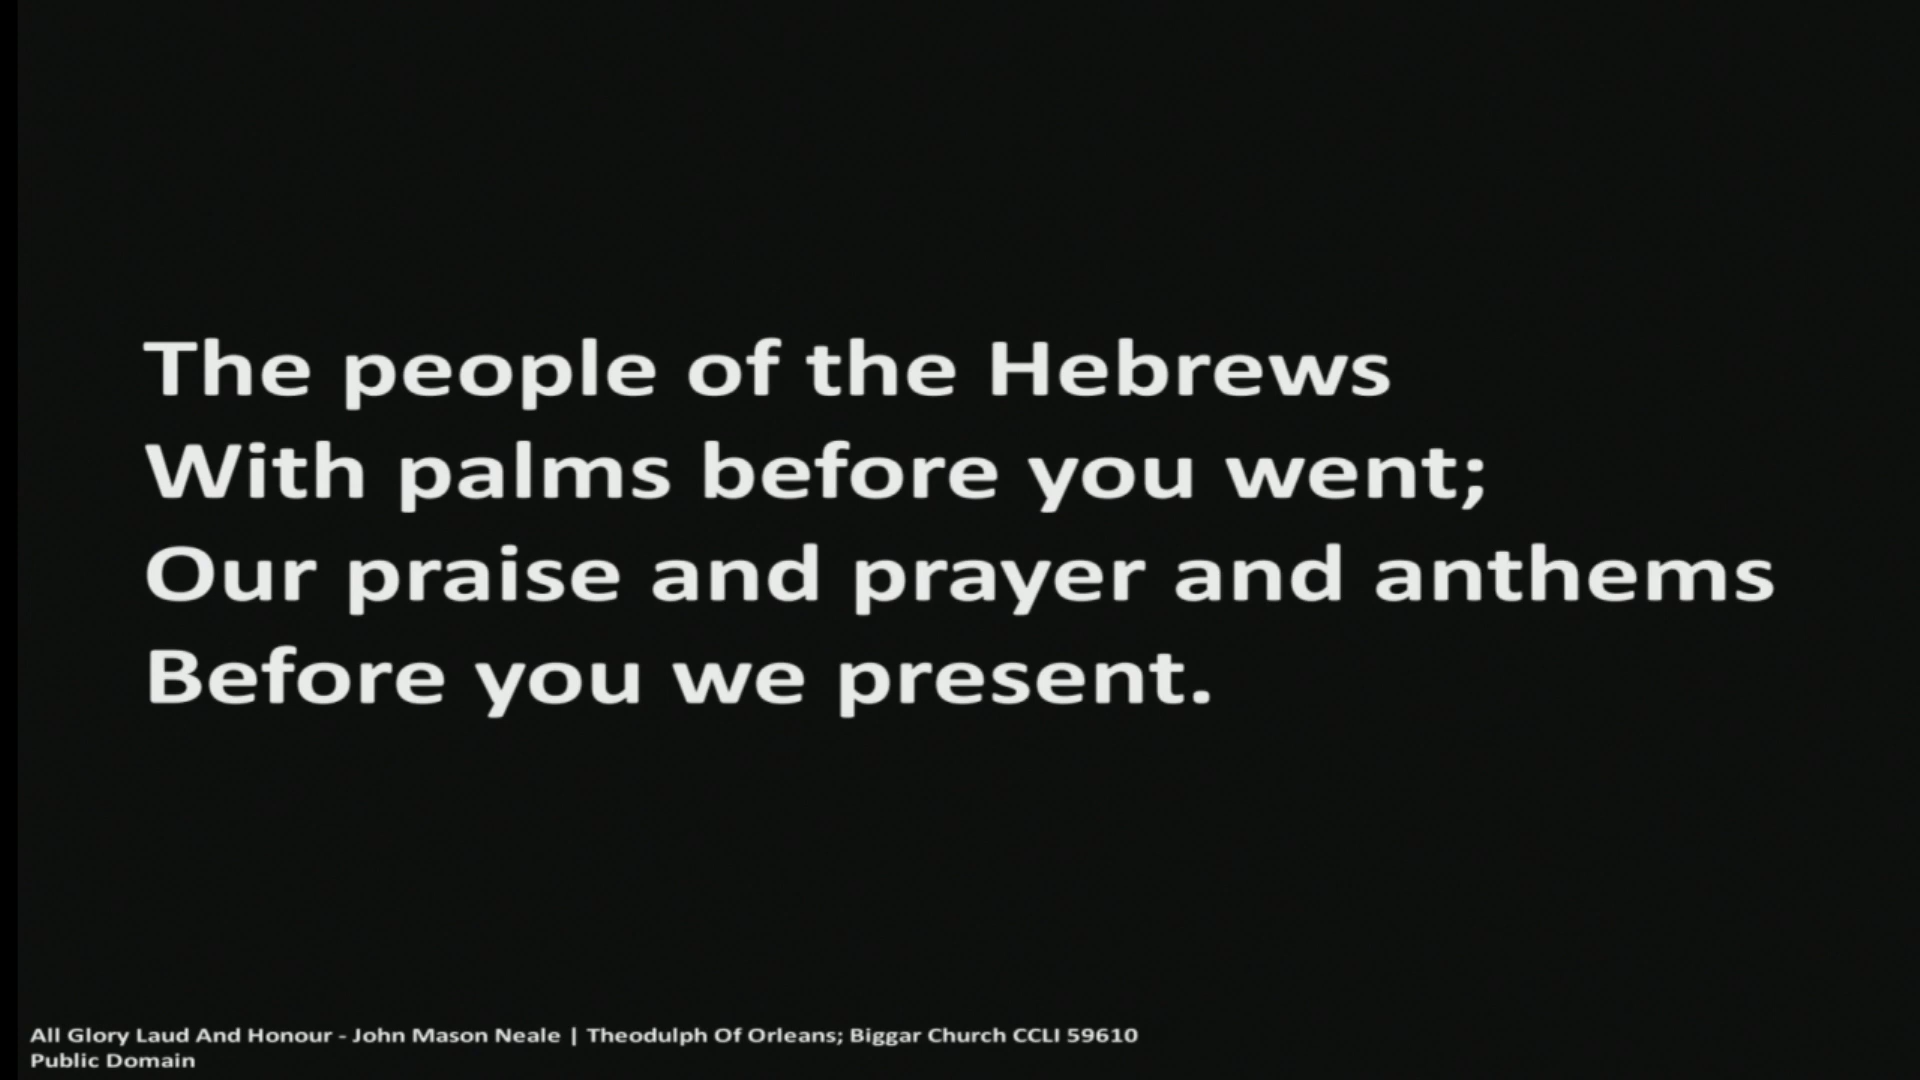 The people of the Hebrews
With palms before you went;
Our praise and prayer and anthems
Before you we present.
All Glory Laud And Honour - John Mason Neale | Theodulph Of Orleans; Biggar Church CCLI 59610
Public Domain